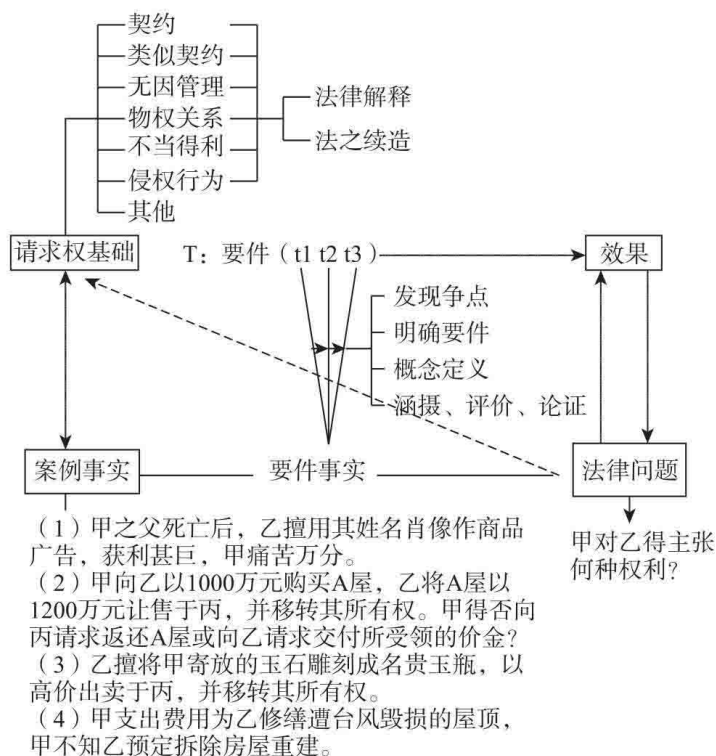 契约
类似契约
无因管理
物权关系
不当得利
侵权行为
其他
法律解释
法之续造
请求权基础
T：要件（t1 t2 t3）
效果
发现争点
明确要件
概念定义
涵摄、评价、论证
案例事实
要件事实
法律问题
（1）甲之父死亡后，乙擅用其姓名肖像作商品
广告，获利甚巨，甲痛苦万分。
（2）甲向乙以1000万元购买A屋，乙将A屋以
1200万元让售于丙，并移转其所有权。甲得否向
丙请求返还A屋或向乙请求交付所受领的价金？
（3）乙擅将甲寄放的玉石雕刻成名贵玉瓶，以
高价出卖于丙，并移转其所有权。
（4）甲支出费用为乙修缮遭台风毁损的屋顶，
甲不知乙预定拆除房屋重建。
甲对乙得主张
何种权利？